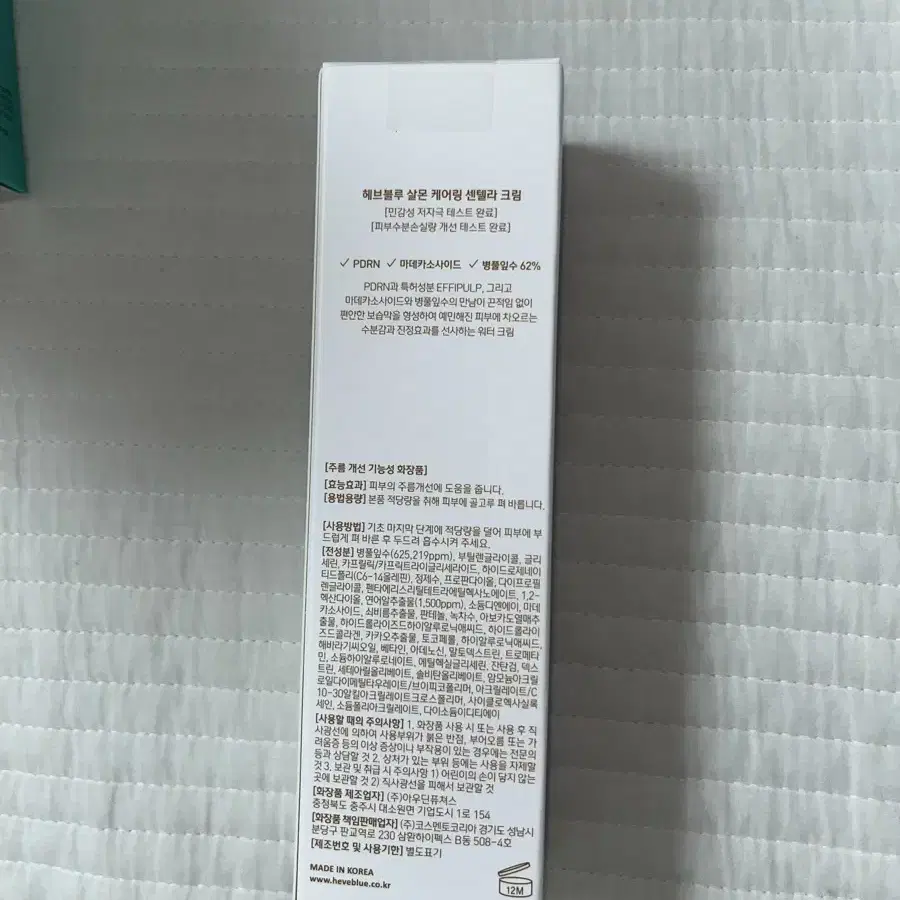 헤브블루 살몬 케어링 센텔라 크림
[민감성 저자극 테스트 완료]
[피부수분손실량 개선 테스트 완료]
✓ PDRN ✓ 마데카소사이드 ✓ 병풀잎수 62%
PDRN과 특허성분 EFFIPULP, 그리고
마데카소사이드와 병풀잎수의 만남이 끈적임 없이
편안한 보습막을 형성하여 예민해진 피부에 차오르는
수분감과 진정효과를 선사하는 워터 크림
[주름 개선 기능성 화장품]
[효능효과] 피부의 주름개선에 도움을 줍니다.
[용법용량] 본품 적당량을 취해 피부에 골고루 펴 바릅니다.
[사용방법] 기초 마지막 단계에 적당량을 덜어 피부에 부
드럽게 펴 바른 후 두드려 흡수시켜 주세요.
[전성분] 병풀잎수(625,219ppm), 부틸렌글라이콜, 글리
세린, 카프릴릭/카프릭트라이글리세라이드, 하이드로제네이
티드폴리(C6-14올레핀), 정제수, 프로판다이올, 다이프로필
렌글라이콜, 펜타에리스리틸테트라에틸헥사노에이트, 1,2-
헥산다이올, 연어알추출물(1,500ppm), 소듐디엔에이, 마데
카소사이드, 쇠비름추출물, 판테놀, 녹차수, 아보카도열매추
출물, 하이드롤라이즈드하이알루로닉애씨드, 하이드롤라이
즈드콜라겐, 카카오추출물, 토코페롤, 하이알루로닉애씨드,
해바라기씨오일, 베타인, 아데노신, 말토덱스트린, 트로메타
민, 소듐하이알루로네이트, 에틸헥실글리세린, 잔탄검, 덱스
트린, 세테아릴올리베이트, 솔비탄올리베이트, 암모늄아크릴
로일다이메틸타우레이트/브이피코폴리머, 아크릴레이트/C
10-30알킬아크릴레이트크로스폴리머, 사이클로헥사실록
세인, 소듐폴리아크릴레이트, 다이소듐이디티에이
[사용할 때의 주의사항] 1. 화장품 사용 시 또는 사용 후 직
사광선에 의하여 사용부위가 붉은 반점, 부어오름 또는 가
려움증 등의 이상 증상이나 부작용이 있는 경우에는 전문의
등과 상담할 것 2. 상처가 있는 부위 등에는 사용을 자제할
것 3. 보관 및 취급 시 주의사항 1) 어린이의 손이 닿지 않는
곳에 보관할 것 2) 직사광선을 피해서 보관할 것
[화장품 제조업자] (주)아우딘퓨쳐스
충청북도 충주시 대소원면 기업도시 1로 154
[화장품 책임판매업자] (주)코스멘토코리아 경기도 성남시
분당구 판교역로 230 삼환하이펙스 B동 508-4호
[제조번호 및 사용기한] 별도표기
MADE IN KOREA
www.heveblue.co.kr
12M